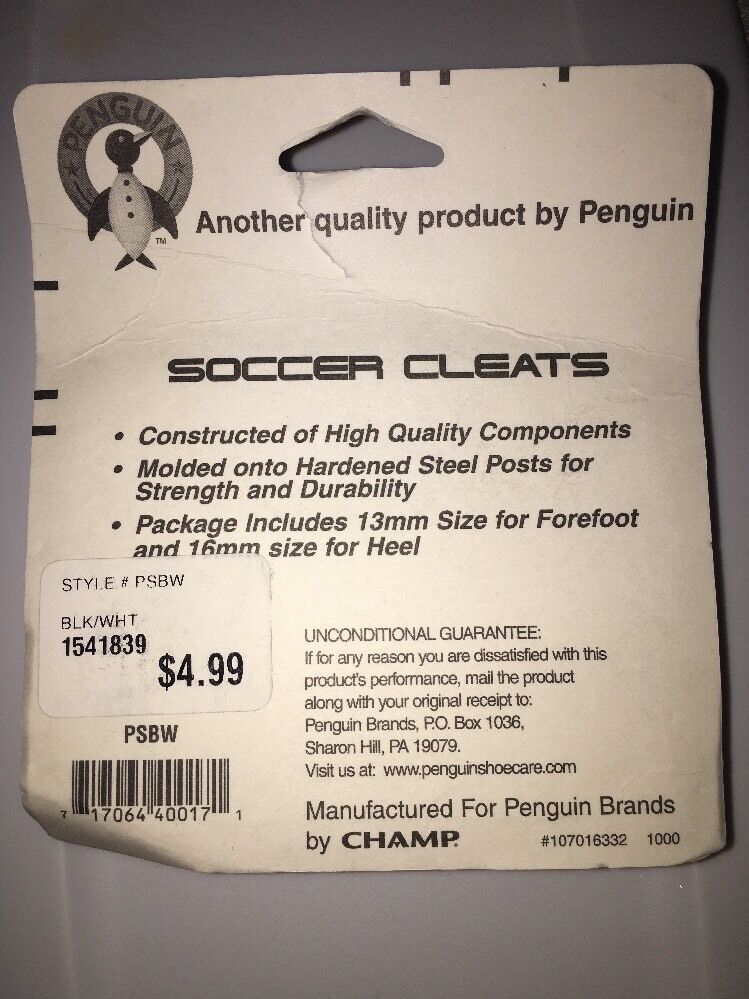 PENGUIN
TM
Another quality product by Penguin
SOCCER CLEATS
• Constructed of High Quality Components
• Molded onto Hardened Steel Posts for
Strength and Durability
• Package Includes 13mm Size for Forefoot
and 16mm size for Heel
STYLE # PSBW
BLK/WHT
1541839
$4.99
PSBW
7 17064 40017 1
UNCONDITIONAL GUARANTEE:
If for any reason you are dissatisfied with this
product's performance, mail the product
along with your original receipt to:
Penguin Brands, P.O. Box 1036,
Sharon Hill, PA 19079.
Visit us at: www.penguinshoecare.com
Manufactured For Penguin Brands
by CHAMP.
#107016332 1000